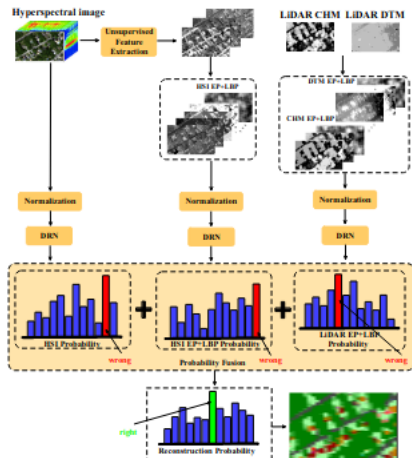 Hyperspectral image
Unsupervised
Feature
Extraction
LiDAR CHM LiDAR DTM
HSI EP+LBP
DTM EP+LBP
CHM EP+LBP
Normalization
Normalization
Normalization
DRN
DRN
DRN
HSI Probability
HSI EP+LBP Probability
LiDAR EP+LBP
Probability
wrong
wrong
wrong
Probability Fusion
right
Reconstruction Probability